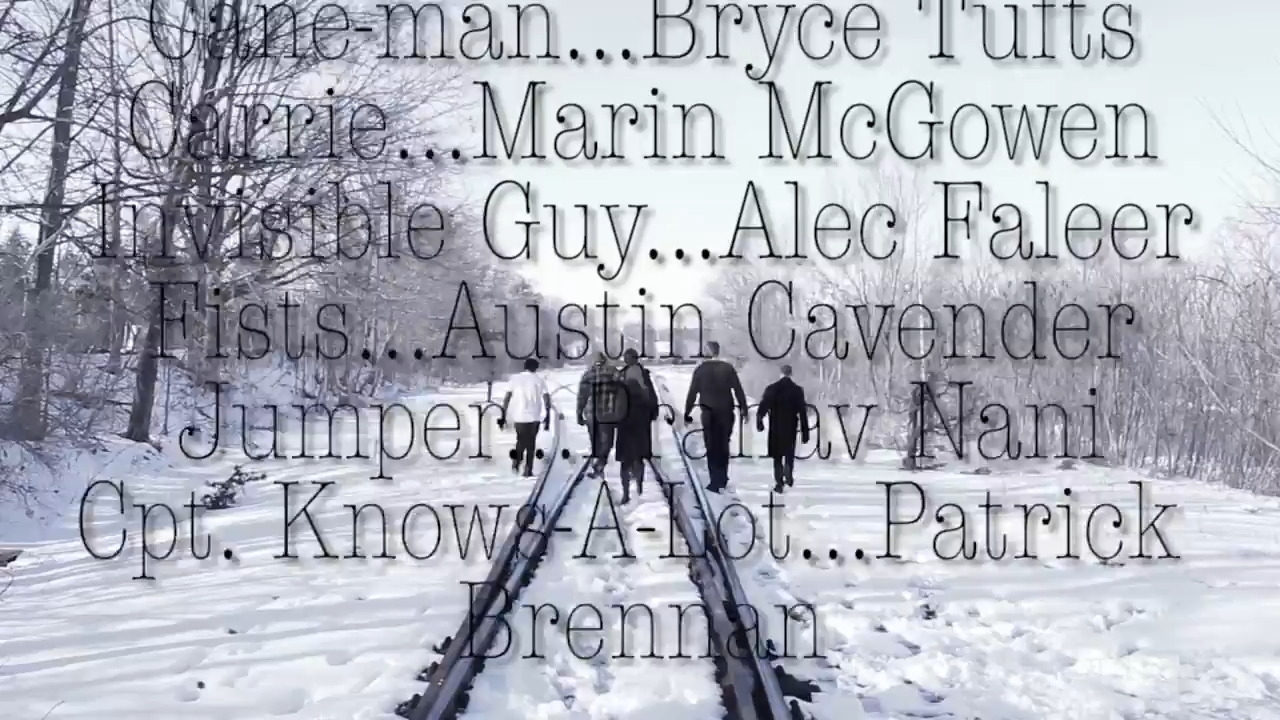 Cane-man...Bryce Tufts
Carrie...Marin McGowen
Invisible Guy...Alec Faleer
Fists...Austin Cavender
Jumper...Pranav Nani
Cpt. Knows-A-Lot...Patrick
Brennan